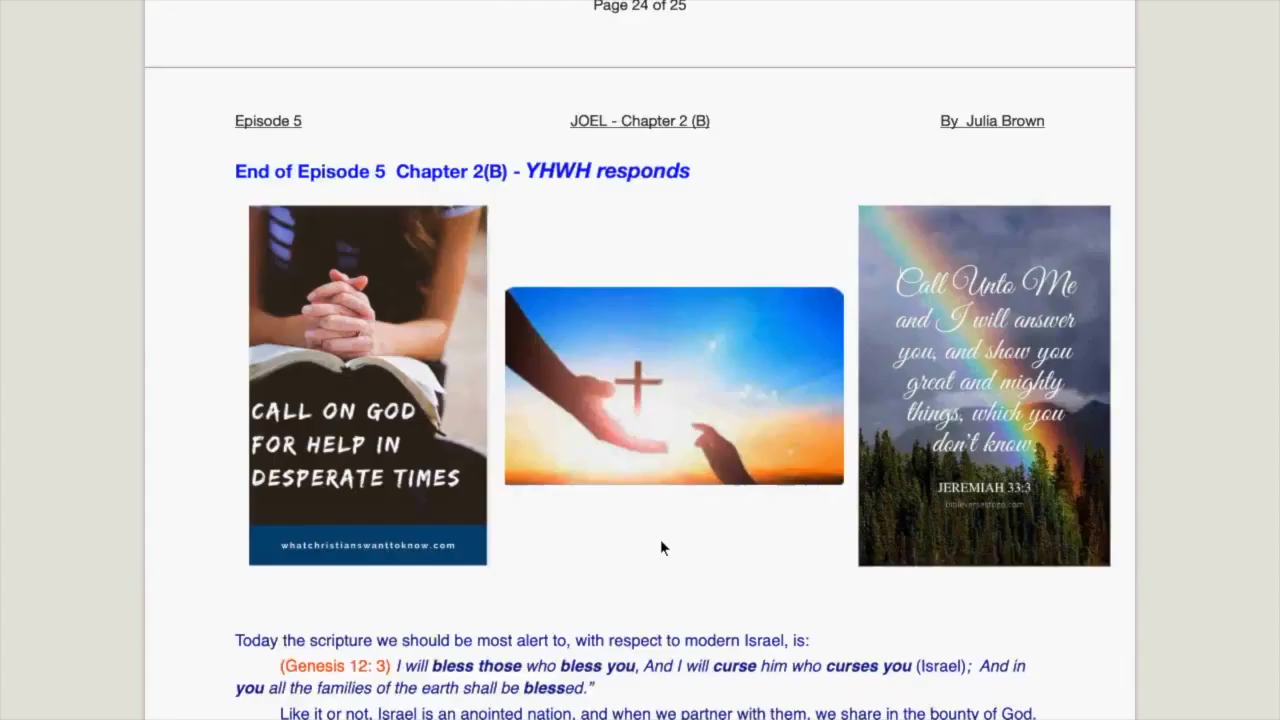 Page 24 of 25
Episode 5 JOEL - Chapter 2 (B) By Julia Brown
End of Episode 5 Chapter 2(B) - YHWH responds
CALL ON GOD
FOR HELP IN
DESPERATE TIMES
whatchristianswanttoknow.com
Call Unto Me
and I will answer
you, and show you
great and mighty
things, which you
don't know.
JEREMIAH 33:3
bibleversestogo.com
Today the scripture we should be most alert to, with respect to modern Israel, is:
(Genesis 12: 3) I will bless those who bless you, And I will curse him who curses you (Israel); And in
you all the families of the earth shall be blessed.”
Like it or not, Israel is an anointed nation, and when we partner with them, we share in the bounty of God.